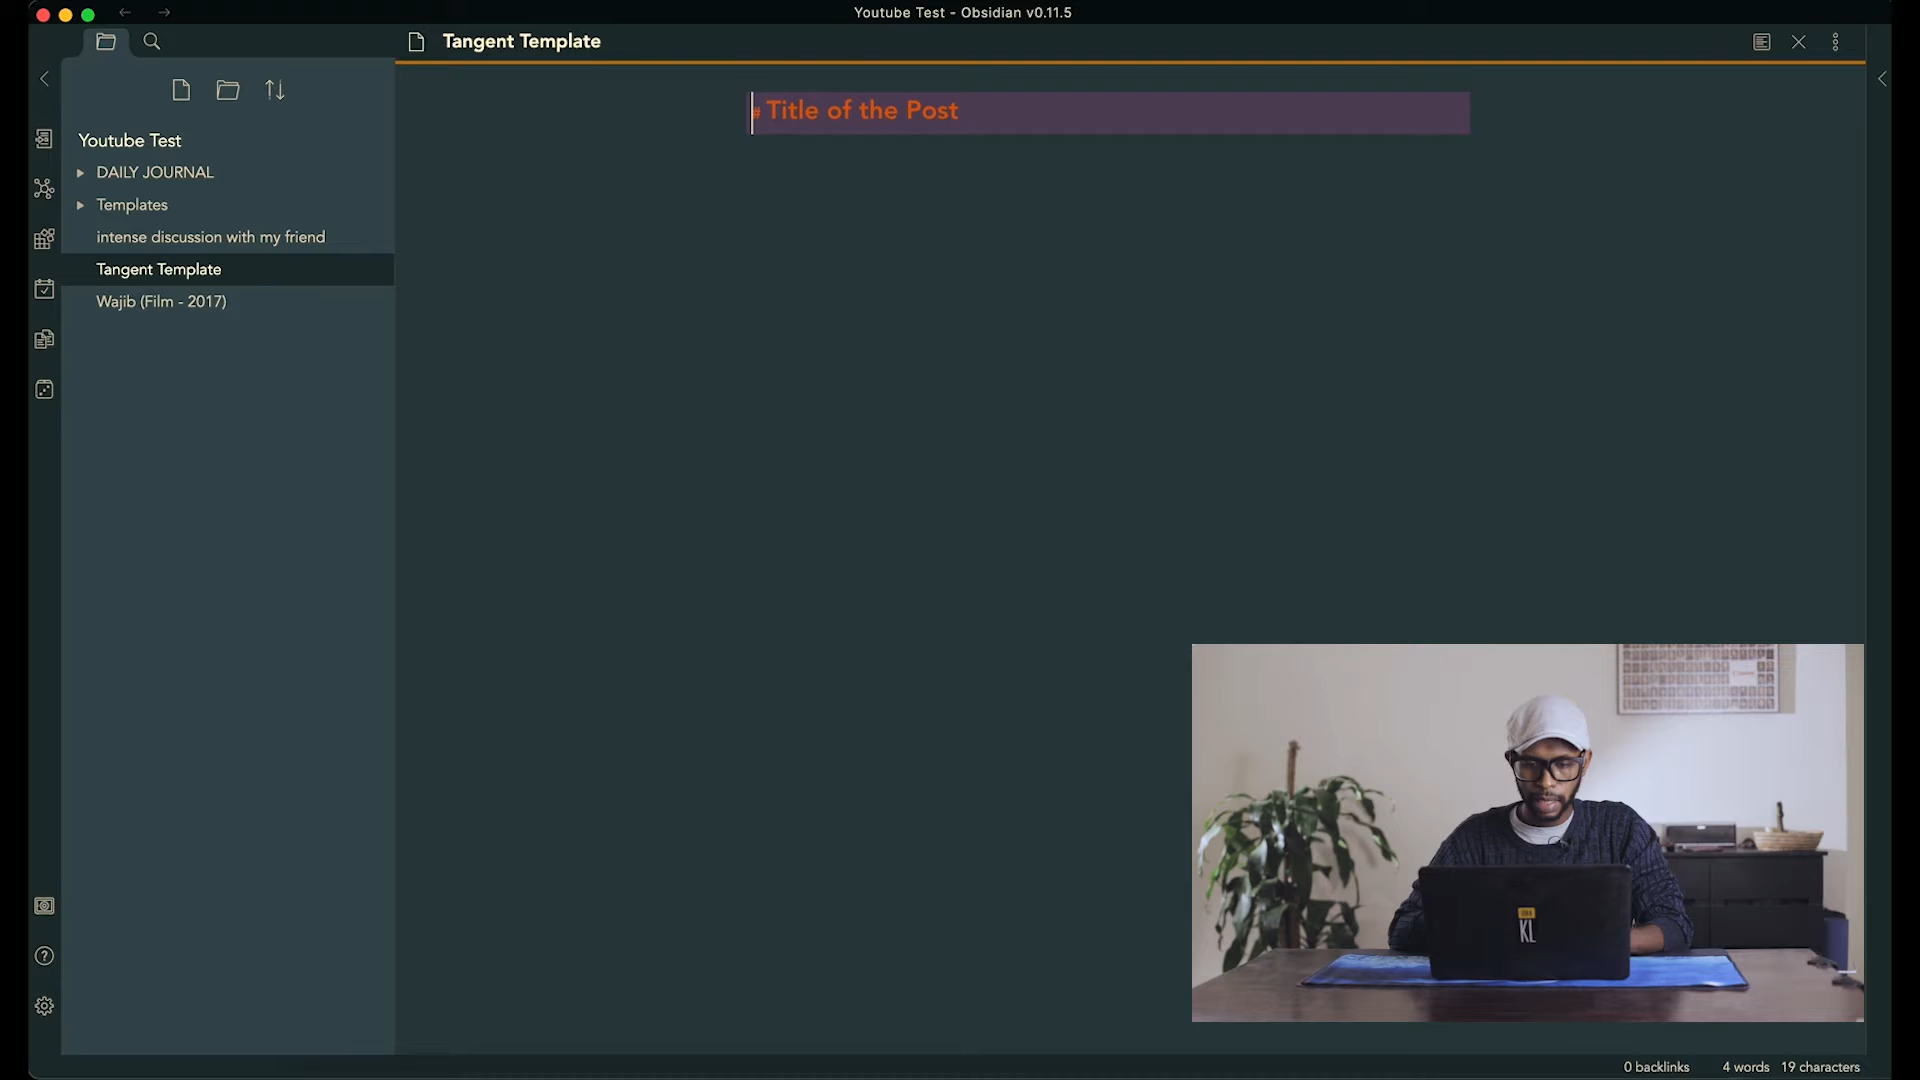 Youtube Test - Obsidian v0.11.5
Tangent Template
# Title of the Post
Youtube Test
DAILY JOURNAL
Templates
intense discussion with my friend
Tangent Template
Wajib (Film - 2017)
KL
0 backlinks
4 words
19 characters